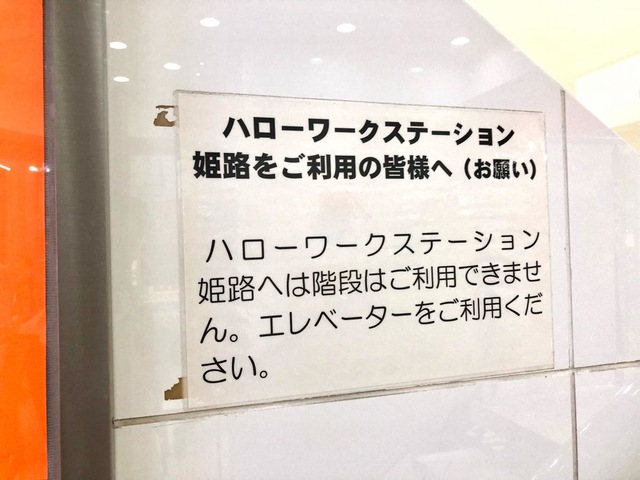 ハローワークステーション
姫路をご利用の皆様へ（お願い）
ハローワークステーション
姫路へは階段はご利用できませ
ん。エレベーターをご利用くだ
さい。